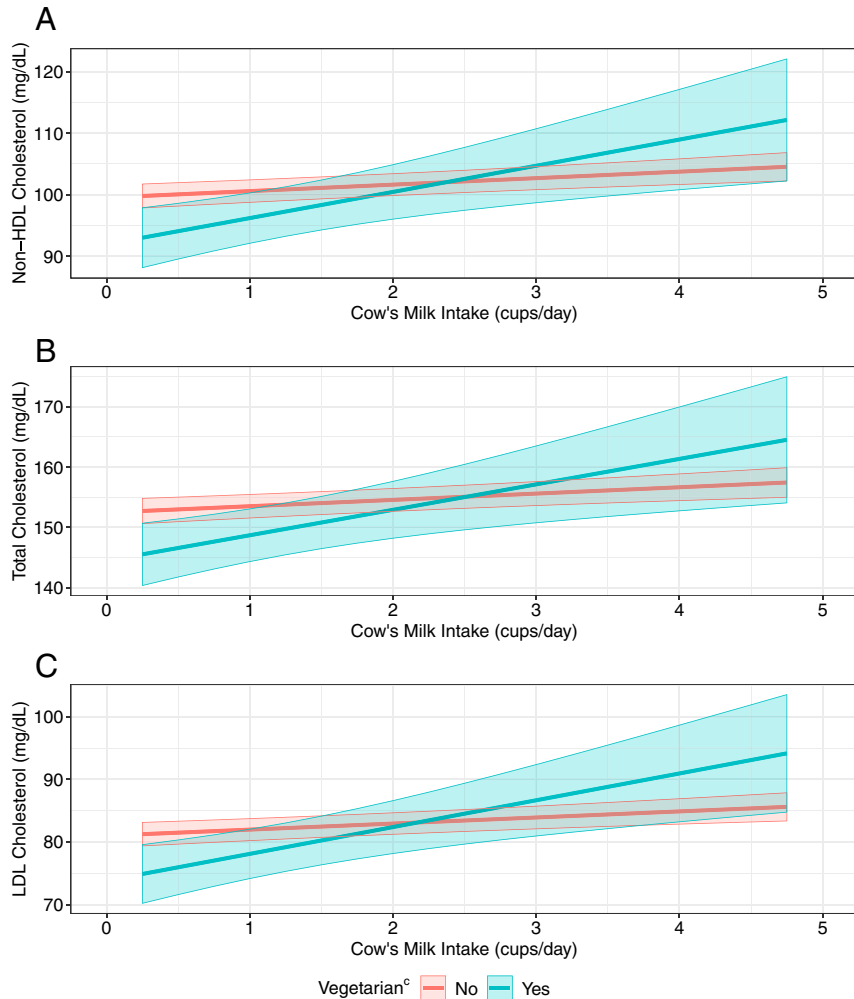 A
Non−HDL Cholesterol (mg/dL)
120
110
100
90
0 1 2 3 4 5
Cow's Milk Intake (cups/day)
B
Total Cholesterol (mg/dL)
170
160
150
140
0 1 2 3 4 5
Cow's Milk Intake (cups/day)
C
LDL Cholesterol (mg/dL)
100
90
80
70
0 1 2 3 4 5
Cow's Milk Intake (cups/day)
Vegetarianᶜ No Yes